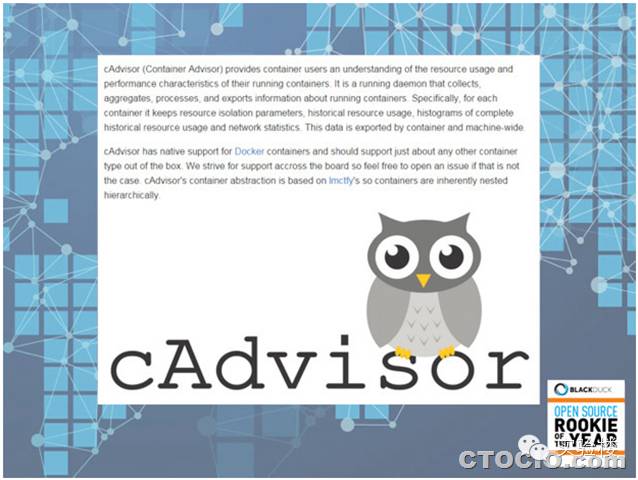 cAdvisor (Container Advisor) provides container users an understanding of the resource usage and
performance characteristics of their running containers. It is a running daemon that collects,
aggregates, processes, and exports information about running containers. Specifically, for each
container it keeps resource isolation parameters, historical resource usage, histograms of complete
historical resource usage and network statistics. This data is exported by container and machine-wide.
cAdvisor has native support for Docker containers and should support just about any other container
type out of the box. We strive for support accross the board so feel free to open an issue if that is not
the case. cAdvisor's container abstraction is based on lmctfy's so containers are inherently nested
hierarchically.
cAdvisor
BLACKDUCK
OPEN SOURCE
ROOKIE
OF THE YEAR
实验楼
CTOCIO.com